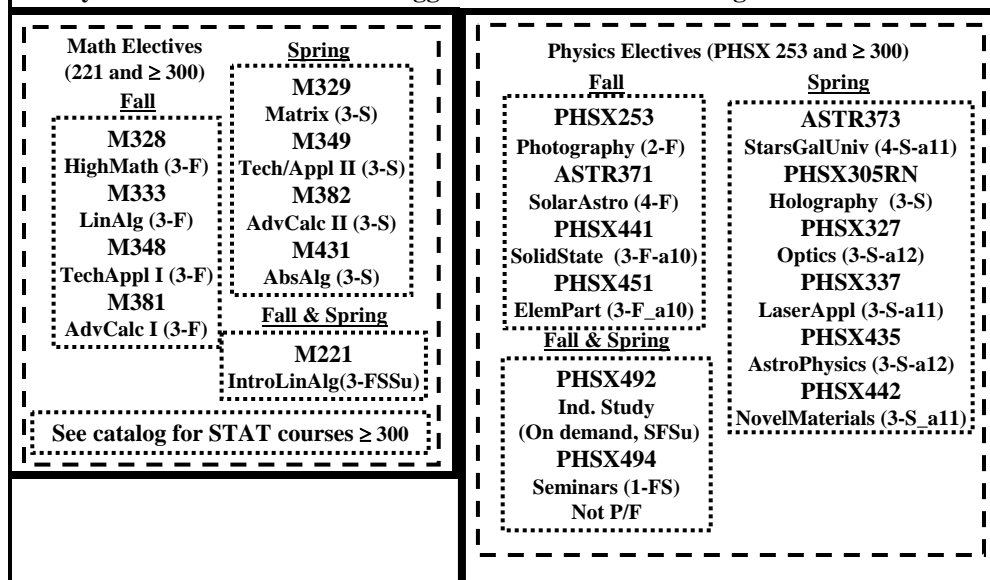 Math Electives
(221 and ≥ 300)
Fall
M328
HighMath (3-F)
M333
LinAlg (3-F)
M348
TechAppl I (3-F)
M381
AdvCalc I (3-F)
Spring
M329
Matrix (3-S)
M349
Tech/Appl II (3-S)
M382
AdvCalc II (3-S)
M431
AbsAlg (3-S)
Fall & Spring
M221
IntroLinAlg(3-FSSu)
See catalog for STAT courses ≥ 300
Physics Electives (PHSX 253 and ≥ 300)
Fall
PHSX253
Photography (2-F)
ASTR371
SolarAstro (4-F)
PHSX441
SolidState (3-F-a10)
PHSX451
ElemPart (3-F_a10)
Fall & Spring
PHSX492
Ind. Study
(On demand, SFSu)
PHSX494
Seminars (1-FS)
Not P/F
Spring
ASTR373
StarsGalUniv (4-S-a11)
PHSX305RN
Holography (3-S)
PHSX327
Optics (3-S-a12)
PHSX337
LaserAppl (3-S-a11)
PHSX435
AstroPhysics (3-S-a12)
PHSX442
NovelMaterials (3-S_a11)